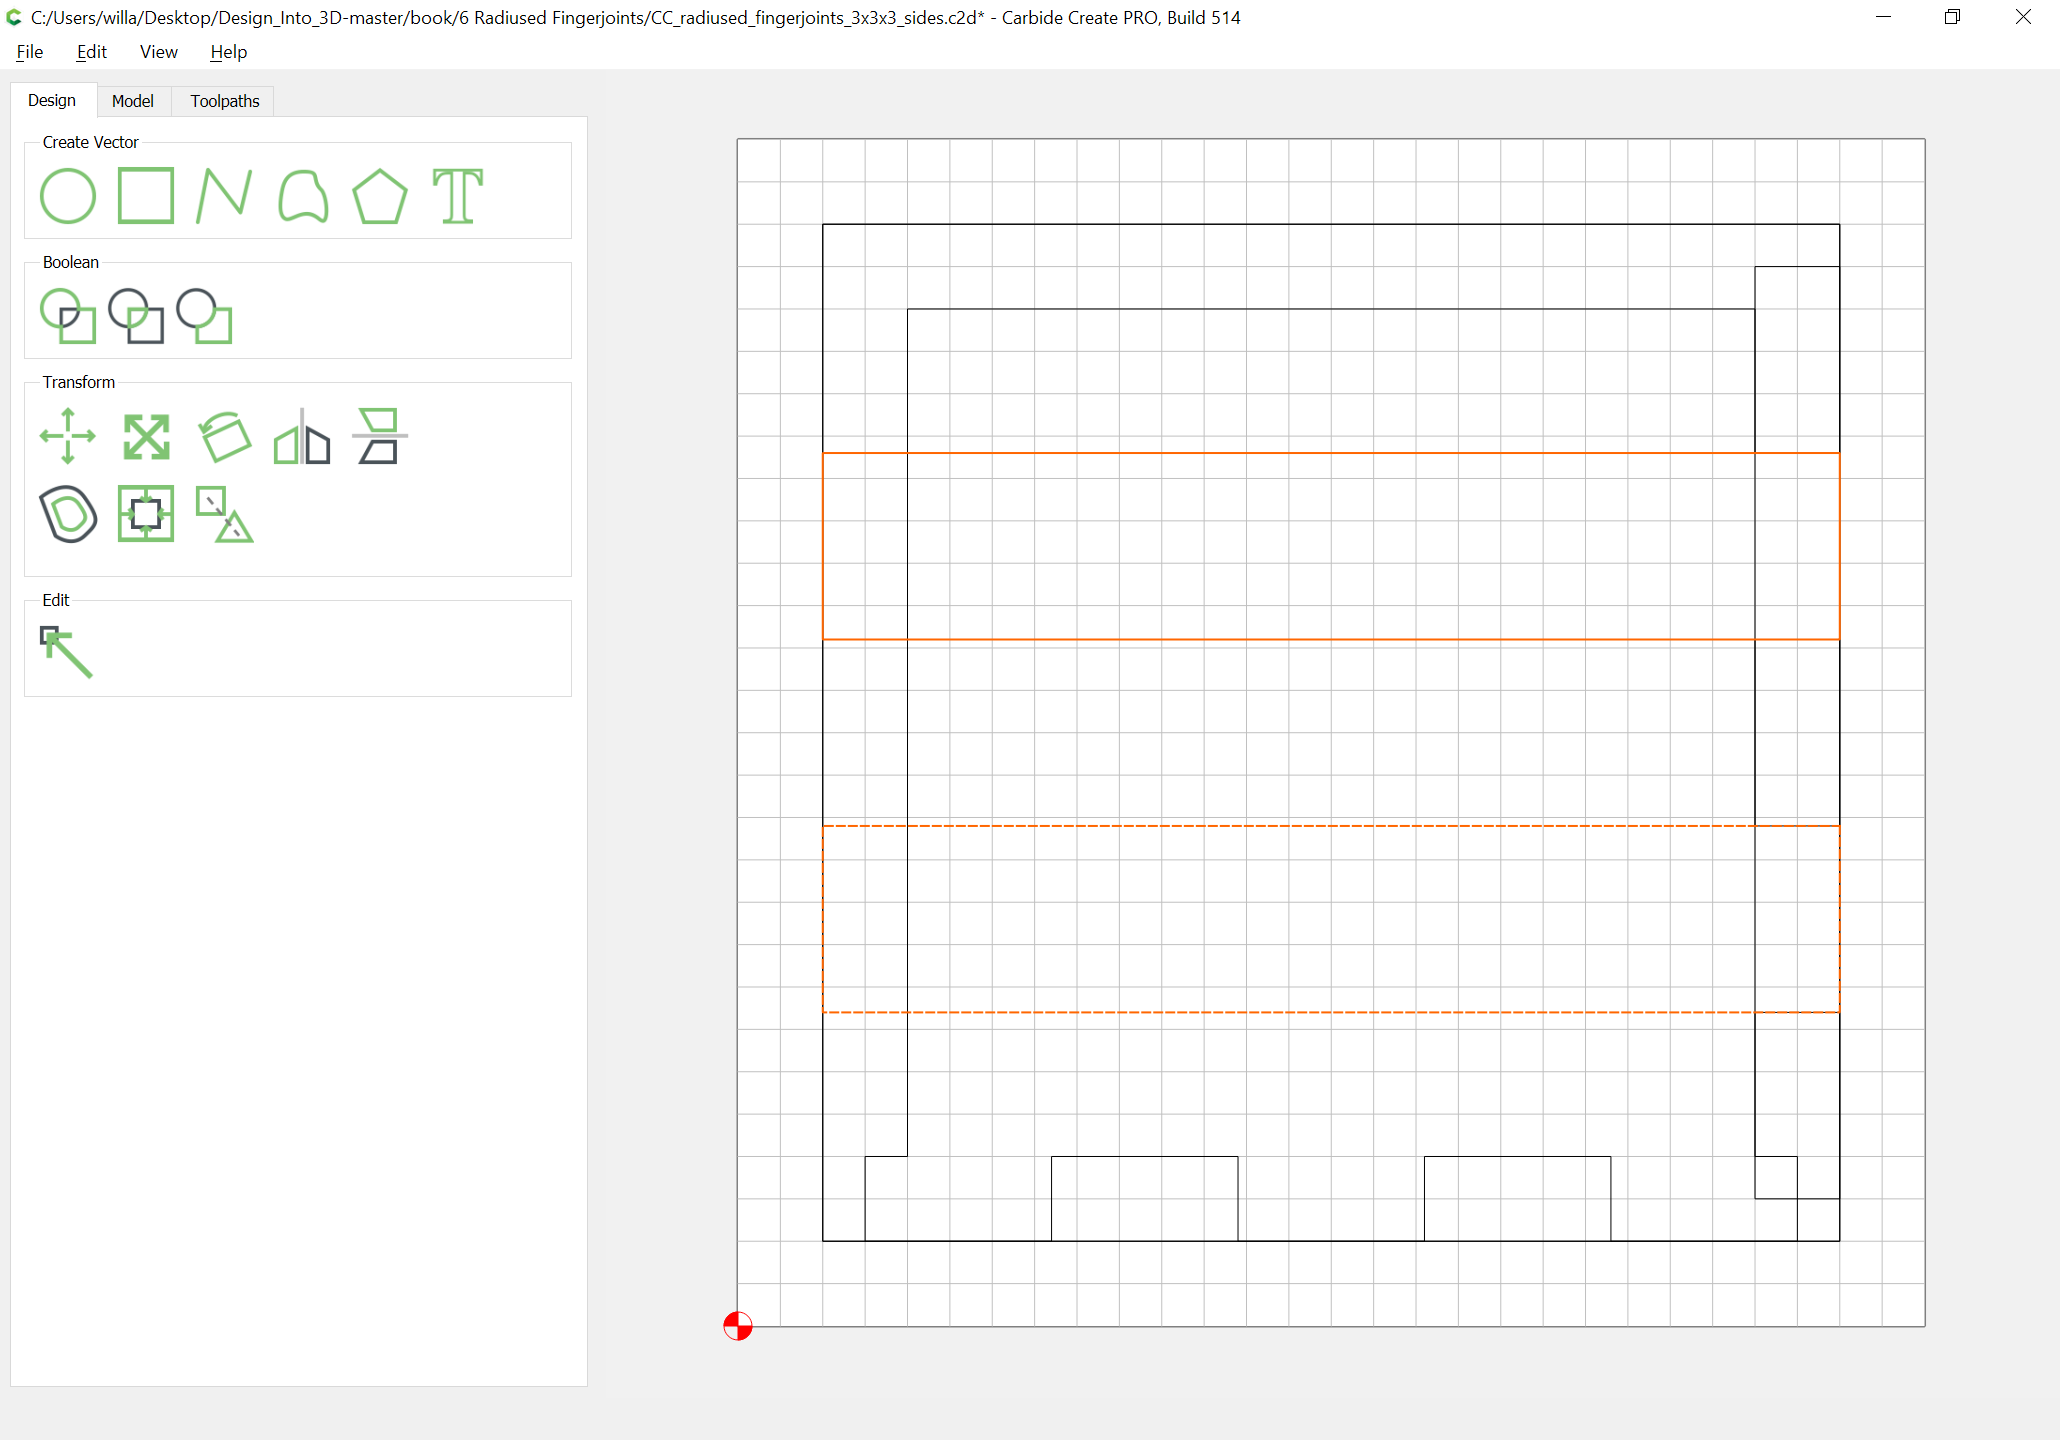 C:/Users/willa/Desktop/Design_Into_3D-master/book/6 Radiused Fingerjoints/CC_radiused_fingerjoints_3x3x3_sides.c2d* - Carbide Create PRO, Build 514
File Edit View Help
Design Model Toolpaths
Create Vector
Boolean
Transform
Edit